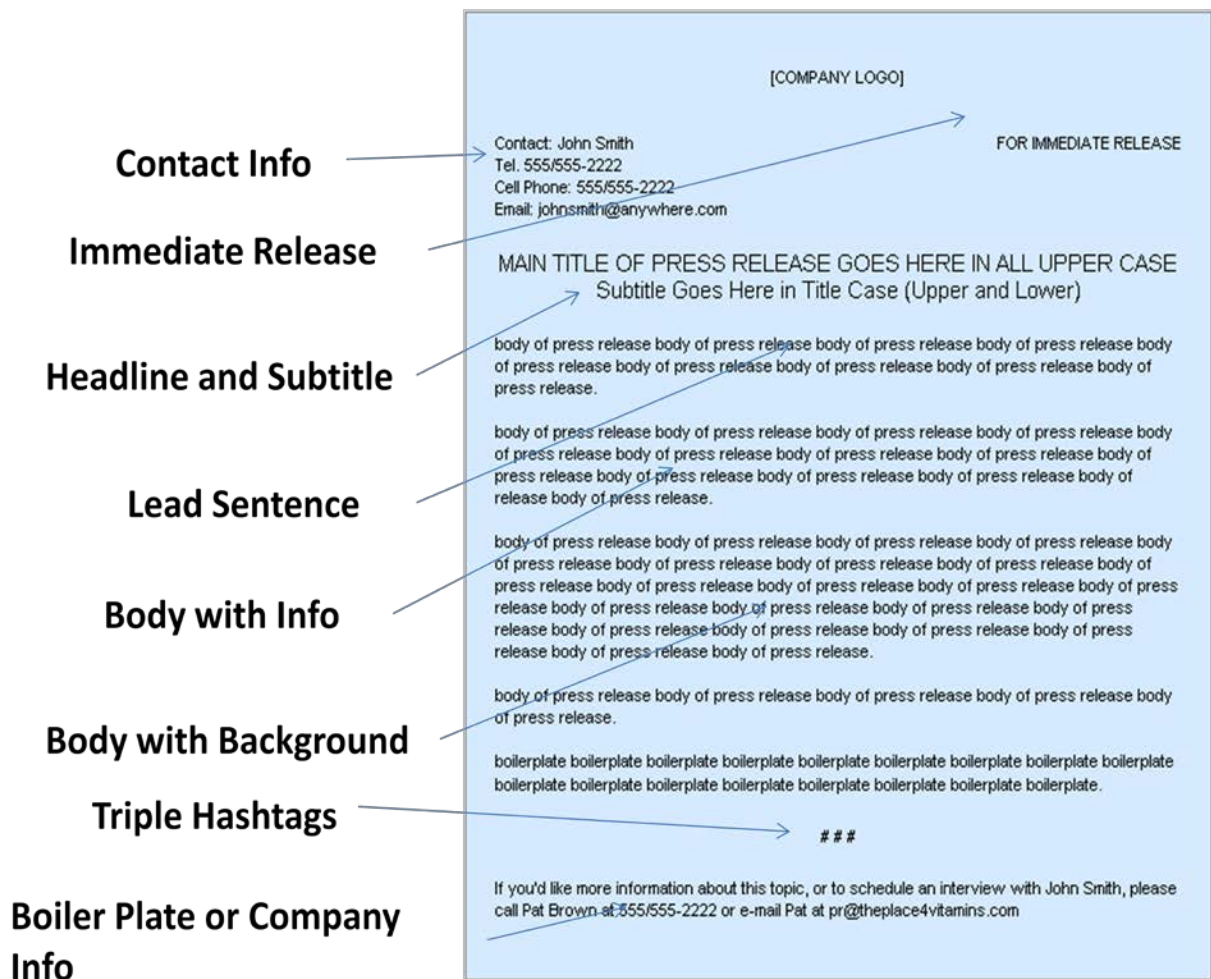 [COMPANY LOGO]
Contact Info
Contact: John Smith
FOR IMMEDIATE RELEASE
Tel. 555/555-2222
Cell Phone: 555/555-2222
Email: johnsmith@anywhere.com
Immediate Release
MAIN TITLE OF PRESS RELEASE GOES HERE IN ALL UPPER CASE
Subtitle Goes Here in Title Case (Upper and Lower)
Headline and Subtitle
body of press release body of press release body of press release body of press release body
of press release body of press release body of press release body of press release body of
press release.
Lead Sentence
body of press release body of press release body of press release body of press release body
of press release body of press release body of press release body of press release body of
press release body of press release body of press release body of press release body of
release body of press release.
Body with Info
body of press release body of press release body of press release body of press release body
of press release body of press release body of press release body of press release body of
press release body of press release body of press release body of press release body of press
release body of press release body of press release body of press release body of press
release body of press release body of press release body of press release body of press
release body of press release body of press release.
Body with Background
body of press release body of press release body of press release body of press release body
of press release.
boilerplate boilerplate boilerplate boilerplate boilerplate boilerplate boilerplate boilerplate boilerplate
boilerplate boilerplate boilerplate boilerplate boilerplate boilerplate boilerplate boilerplate.
Triple Hashtags
# # #
Boiler Plate or Company
Info
If you'd like more information about this topic, or to schedule an interview with John Smith, please
call Pat Brown at 555/555-2222 or e-mail Pat at pr@theplace4vitamins.com